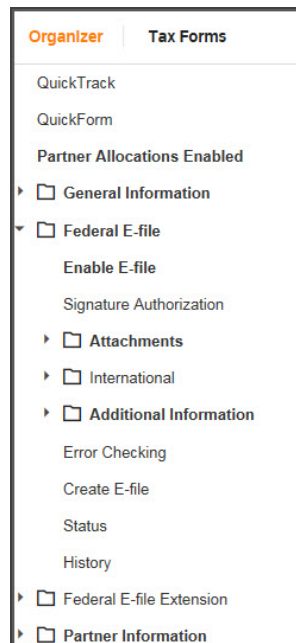 Organizer Tax Forms
QuickTrack
QuickForm
Partner Allocations Enabled
General Information
Federal E-file
Enable E-file
Signature Authorization
Attachments
International
Additional Information
Error Checking
Create E-file
Status
History
Federal E-file Extension
Partner Information